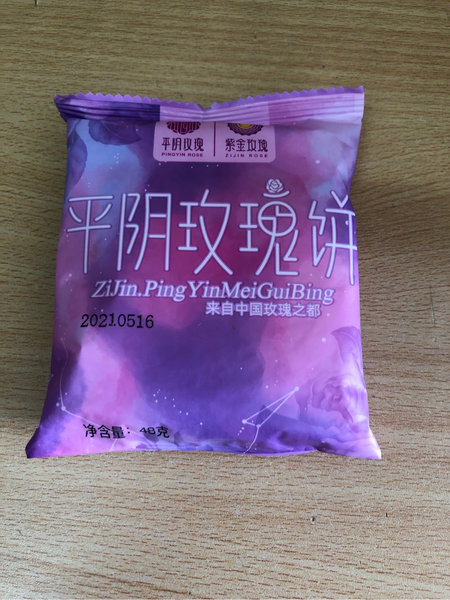 平阴玫瑰 紫金玫瑰
PINGYIN ROSE ZIJIN ROSE
平阴玫瑰饼
ZiJin.PingYinMeiGuiBing
来自中国玫瑰之都
20210516
净含量：48克